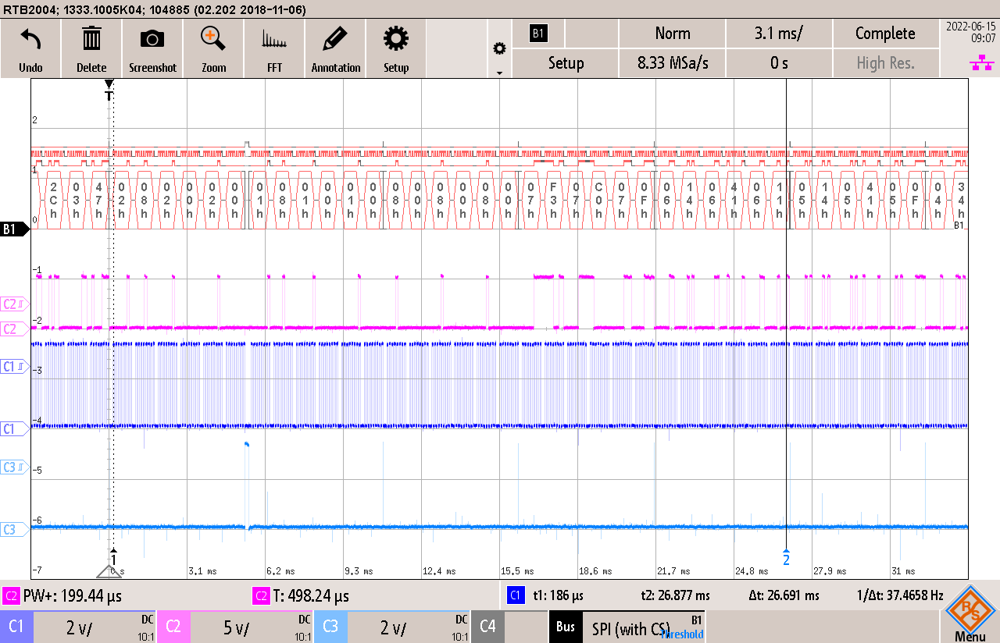 RTB2004; 1333.1005K04; 104885 (02.202 2018-11-06)
Undo Delete Screenshot Zoom FFT Annotation Setup
B1 Norm 3.1 ms/ Complete
Setup 8.33 MSa/s 0 s High Res.
2022-06-15
09:07
T
2
1
0
B1
2Ch 03h 47h 02h 08h 02h 00h 02h 00h 01h 08h 01h 00h 01h 00h 08h 00h 08h 00h 08h 00h 07h F3h 07h C0h 07h 0Fh 06h 14h 06h 41h 06h 11h 05h 14h 05h 41h 05h 0Fh 04h 34h
B1
-1
C2
C2
-2
C1
-3
C1
-4
C3
-5
-6
C3
-7
1
2
0 s 3.1 ms 6.2 ms 9.3 ms 12.4 ms 15.5 ms 18.6 ms 21.7 ms 24.8 ms 27.9 ms 31 ms
C2 PW+: 199.44 µs C2 T: 498.24 µs C1 t1: 186 µs t2: 26.877 ms Δt: 26.691 ms 1/Δt: 37.4658 Hz
C1 2 V/ DC 10:1 C2 5 V/ DC 10:1 C3 2 V/ DC 10:1 C4 Bus SPI (with CS) B1 Threshold
R&S
Menu